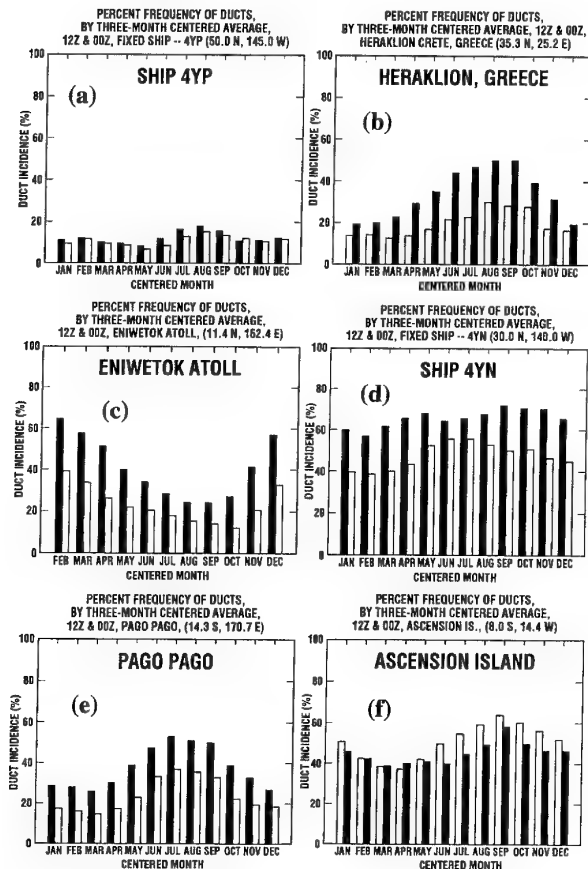 PERCENT FREQUENCY OF DUCTS,
BY THREE-MONTH CENTERED AVERAGE,
12Z & 00Z, FIXED SHIP -- 4YP (50.0 N, 145.0 W)
SHIP 4YP
(a)
DUCT INCIDENCE (%)
100
80
60
40
20
0
JAN FEB MAR APR MAY JUN JUL AUG SEP OCT NOV DEC
CENTERED MONTH
PERCENT FREQUENCY OF DUCTS,
BY THREE-MONTH CENTERED AVERAGE, 12Z & 00Z,
HERAKLION CRETE, GREECE (35.3 N, 25.2 E)
HERAKLION, GREECE
(b)
DUCT INCIDENCE (%)
100
80
60
40
20
0
JAN FEB MAR APR MAY JUN JUL AUG SEP OCT NOV DEC
CENTERED MONTH
PERCENT FREQUENCY OF DUCTS,
BY THREE-MONTH CENTERED AVERAGE,
12Z & 00Z, ENIWETOK ATOLL, (11.4 N, 162.4 E)
ENIWETOK ATOLL
(c)
DUCT INCIDENCE (%)
100
80
60
40
20
0
FEB MAR APR MAY JUN JUL AUG SEP OCT NOV DEC
CENTERED MONTH
PERCENT FREQUENCY OF DUCTS,
BY THREE-MONTH CENTERED AVERAGE,
12Z & 00Z, FIXED SHIP -- 4YN (30.0 N, 140.0 W)
SHIP 4YN
(d)
DUCT INCIDENCE (%)
100
80
60
40
20
0
JAN FEB MAR APR MAY JUN JUL AUG SEP OCT NOV DEC
CENTERED MONTH
PERCENT FREQUENCY OF DUCTS,
BY THREE-MONTH CENTERED AVERAGE,
12Z & 00Z, PAGO PAGO, (14.3 S, 170.7 E)
PAGO PAGO
(e)
DUCT INCIDENCE (%)
100
80
60
40
20
0
JAN FEB MAR APR MAY JUN JUL AUG SEP OCT NOV DEC
CENTERED MONTH
PERCENT FREQUENCY OF DUCTS,
BY THREE-MONTH CENTERED AVERAGE,
12Z & 00Z, ASCENSION IS., (8.0 S, 14.4 W)
ASCENSION ISLAND
(f)
DUCT INCIDENCE (%)
100
80
60
40
20
0
JAN FEB MAR APR MAY JUN JUL AUG SEP OCT NOV DEC
CENTERED MONTH